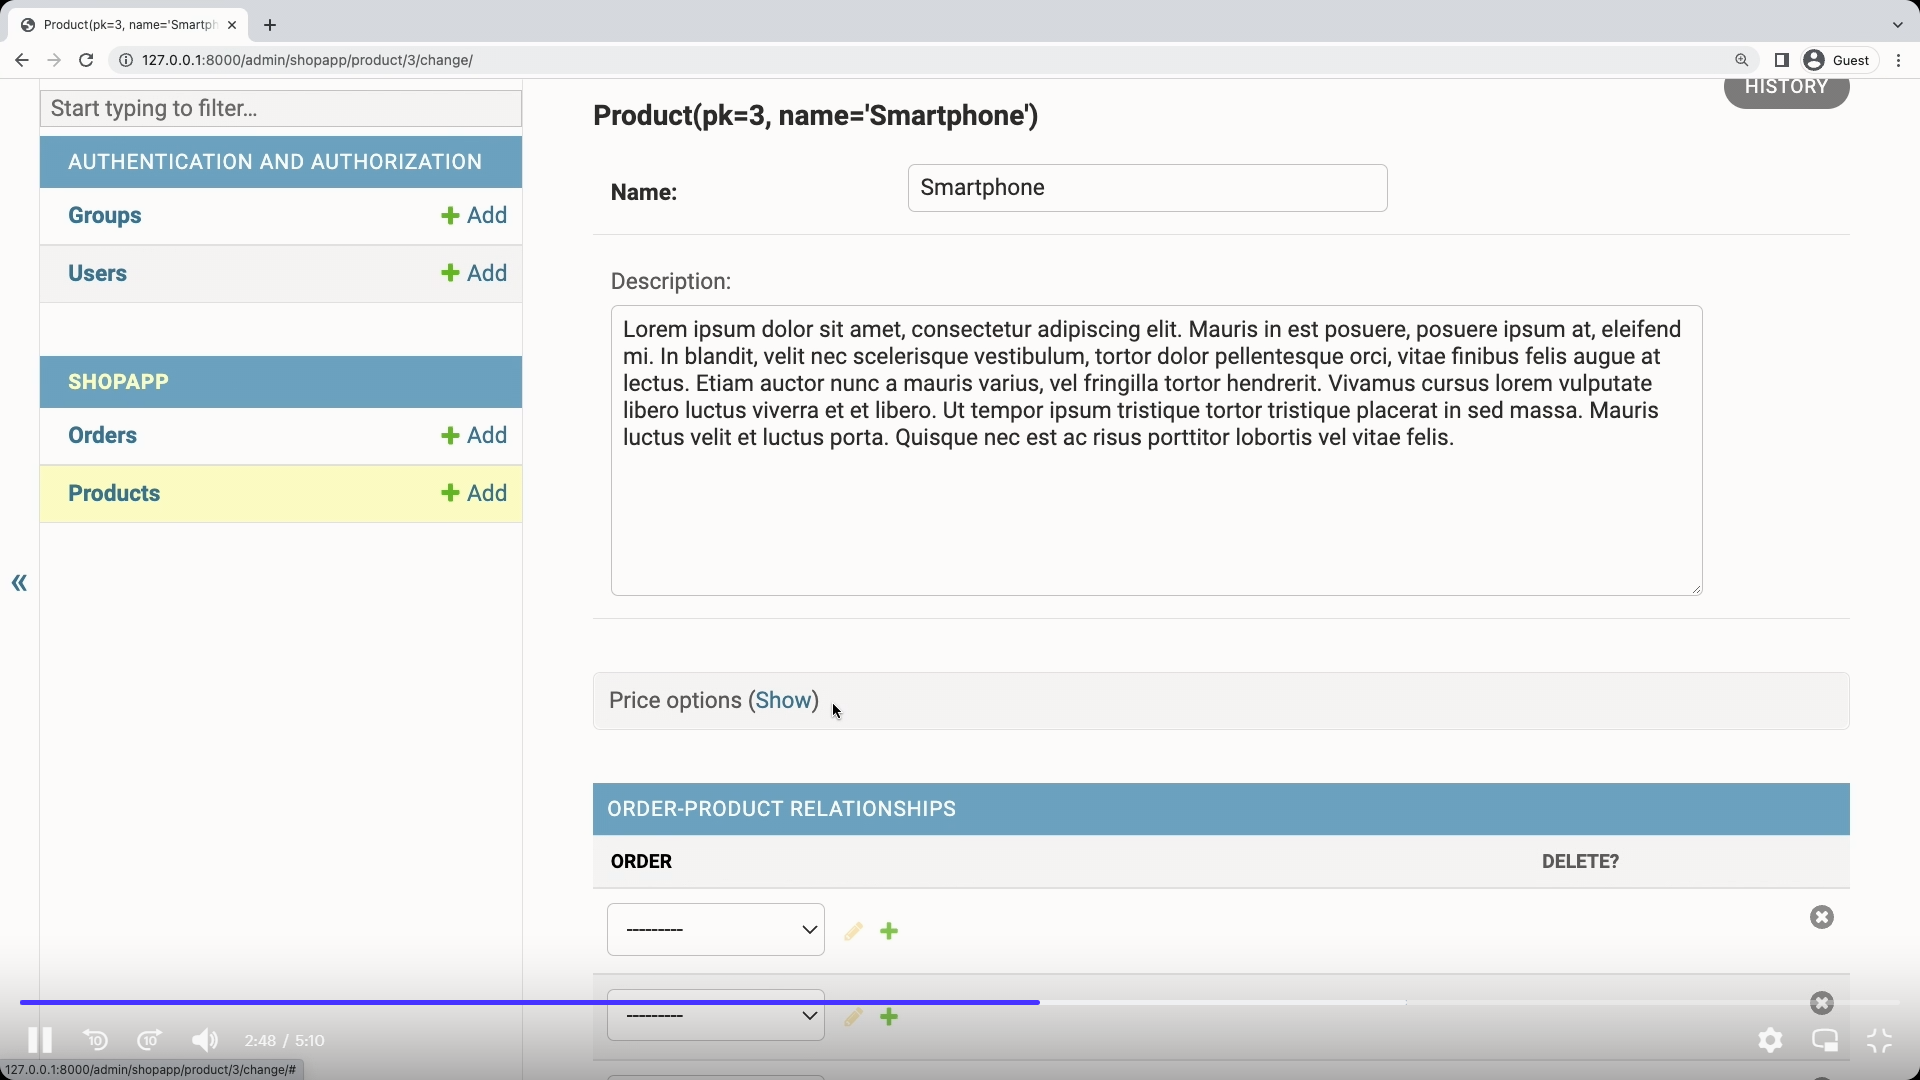 Product(pk=3, name='Smartph
127.0.0.1:8000/admin/shopapp/product/3/change/
Guest
Start typing to filter…
AUTHENTICATION AND AUTHORIZATION
Groups
Add
Users
Add
SHOPAPP
Orders
Add
Products
Add
«
HISTORY
Product(pk=3, name='Smartphone')
Name:
Smartphone
Description:
Lorem ipsum dolor sit amet, consectetur adipiscing elit. Mauris in est posuere, posuere ipsum at, eleifend
mi. In blandit, velit nec scelerisque vestibulum, tortor dolor pellentesque orci, vitae finibus felis augue at
lectus. Etiam auctor nunc a mauris varius, vel fringilla tortor hendrerit. Vivamus cursus lorem vulputate
libero luctus viverra et et libero. Ut tempor ipsum tristique tortor tristique placerat in sed massa. Mauris
luctus velit et luctus porta. Quisque nec est ac risus porttitor lobortis vel vitae felis.
Price options (Show)
ORDER-PRODUCT RELATIONSHIPS
ORDER
DELETE?
---------
---------
10
10
2:48 / 5:10
127.0.0.1:8000/admin/shopapp/product/3/change/#